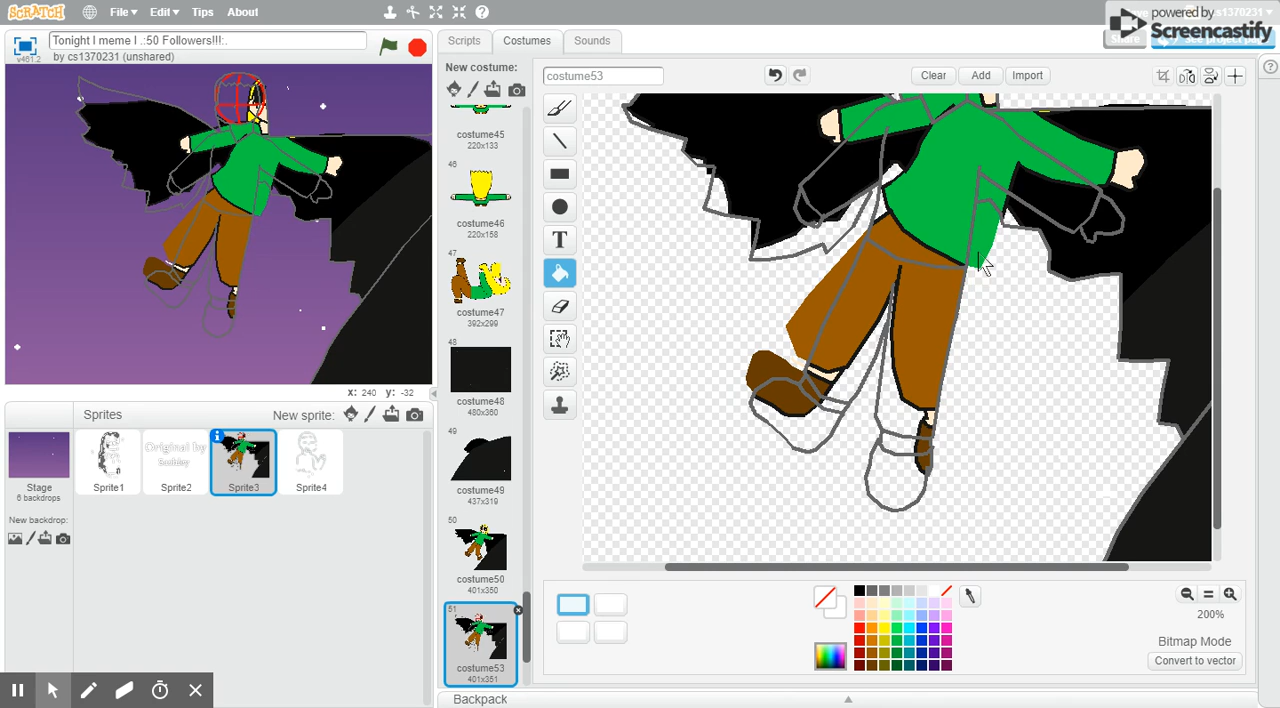 SCRATCH File▾ Edit▾ Tips About
powered by
Screencastify
cs1370231
Share
Tonight I meme I .:50 Followers!!!:.
by cs1370231 (unshared)
v461.2
Scripts Costumes Sounds
New costume:
costume53
Clear Add Import
costume45
220x133
46
costume46
220x158
47
costume47
392x299
48
costume48
480x360
49
costume49
437x319
50
costume50
401x350
51
costume53
401x351
T
x: 240 y: -32
Sprites New sprite:
Stage
6 backdrops
New backdrop:
Sprite1
Original by
Sprite2
Sprite3
Sprite4
200%
Bitmap Mode
Convert to vector
Backpack